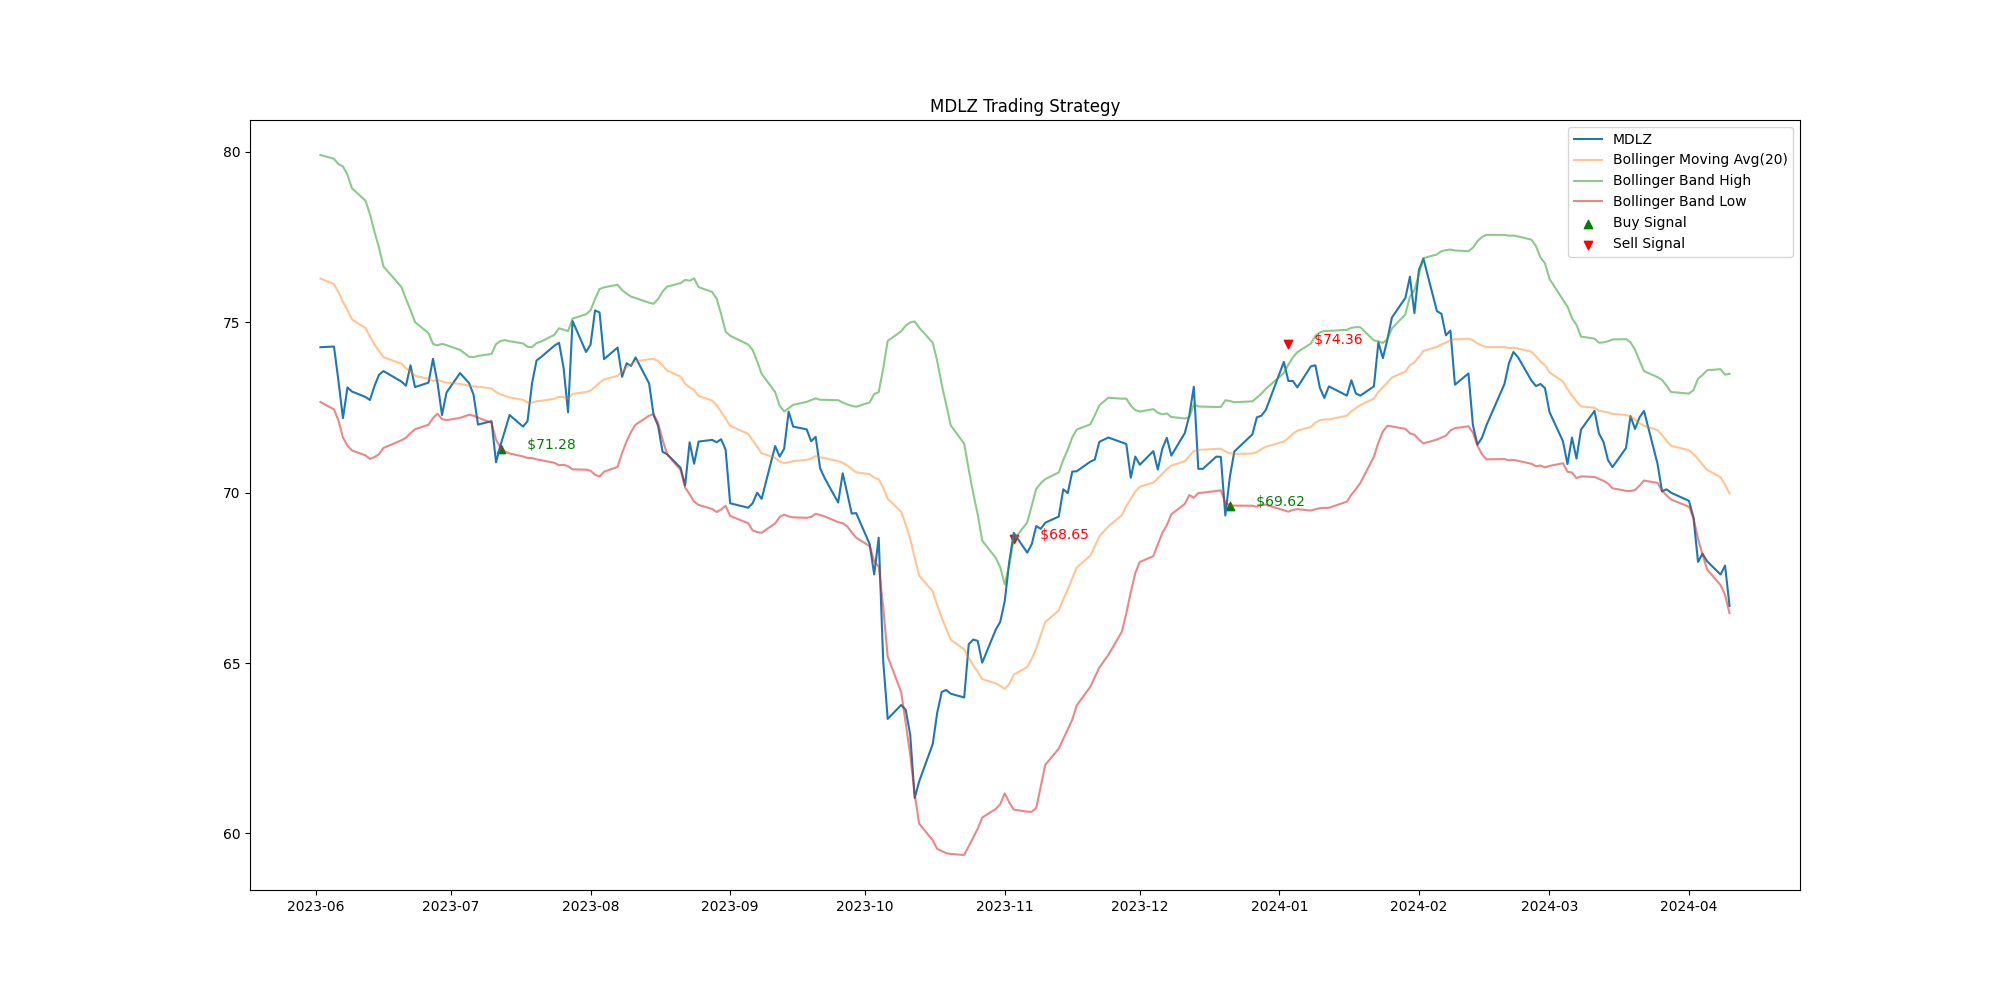 MDLZ Trading Strategy
MDLZ
Bollinger Moving Avg(20)
Bollinger Band High
Bollinger Band Low
Buy Signal
Sell Signal
80
75
70
65
60
$71.28
$68.65
$69.62
$74.36
2023-06
2023-07
2023-08
2023-09
2023-10
2023-11
2023-12
2024-01
2024-02
2024-03
2024-04